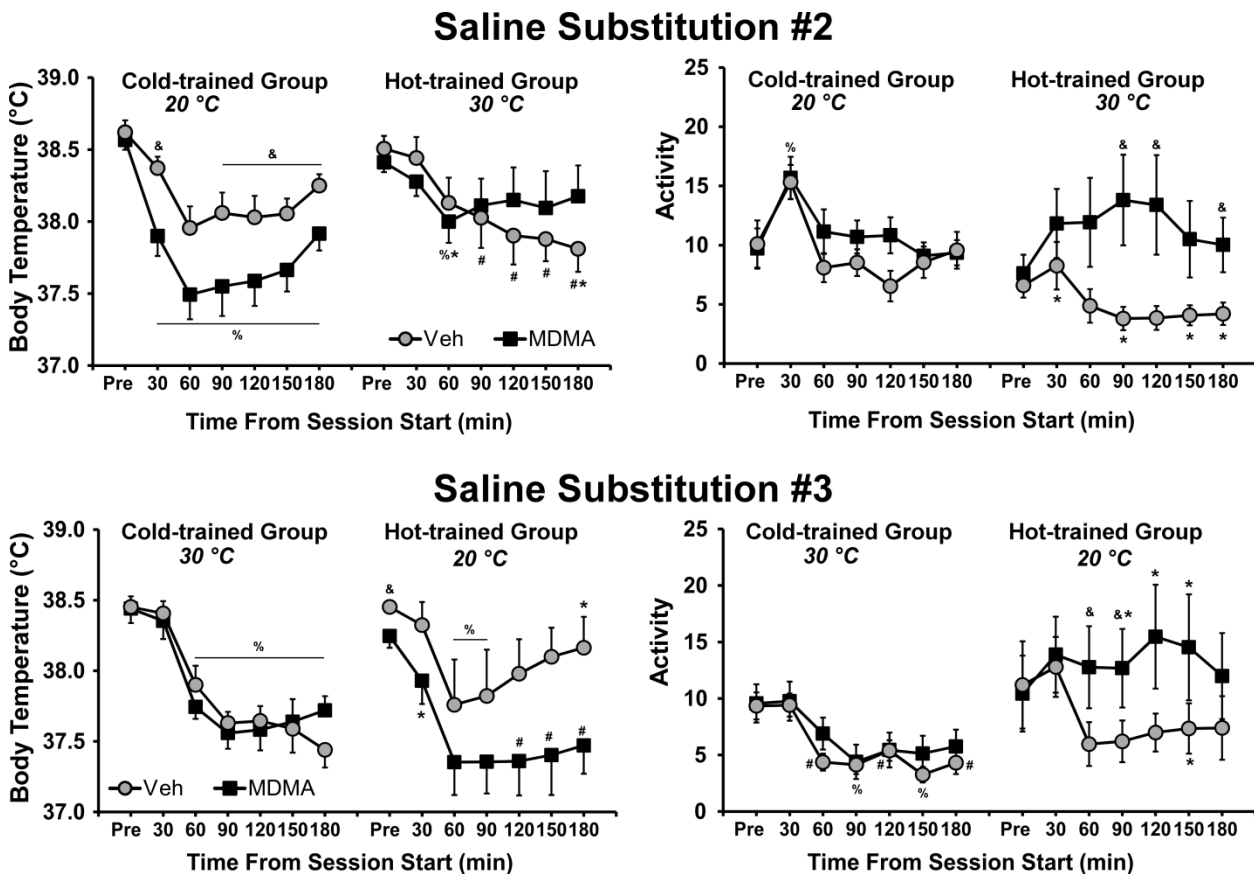 Saline Substitution #2
Cold-trained Group
20 °C
Hot-trained Group
30 °C
Body Temperature (°C)
39.0
38.5
38.0
37.5
37.0
&
&
%
%*
#
#
#
#*
Veh
MDMA
Pre 30 60 90 120 150 180
Pre 30 60 90 120 150 180
Time From Session Start (min)
Cold-trained Group
20 °C
Hot-trained Group
30 °C
Activity
25
20
15
10
5
0
%
&
&
&
*
*
*
*
Pre 30 60 90 120 150 180
Pre 30 60 90 120 150 180
Time From Session Start (min)
Saline Substitution #3
Cold-trained Group
30 °C
Hot-trained Group
20 °C
Body Temperature (°C)
39.0
38.5
38.0
37.5
37.0
%
&
%
*
*
#
#
#
Veh
MDMA
Pre 30 60 90 120 150 180
Pre 30 60 90 120 150 180
Time From Session Start (min)
Cold-trained Group
30 °C
Hot-trained Group
20 °C
Activity
25
20
15
10
5
0
#
%
#
%
#
&
&*
*
*
*
Pre 30 60 90 120 150 180
Pre 30 60 90 120 150 180
Time From Session Start (min)